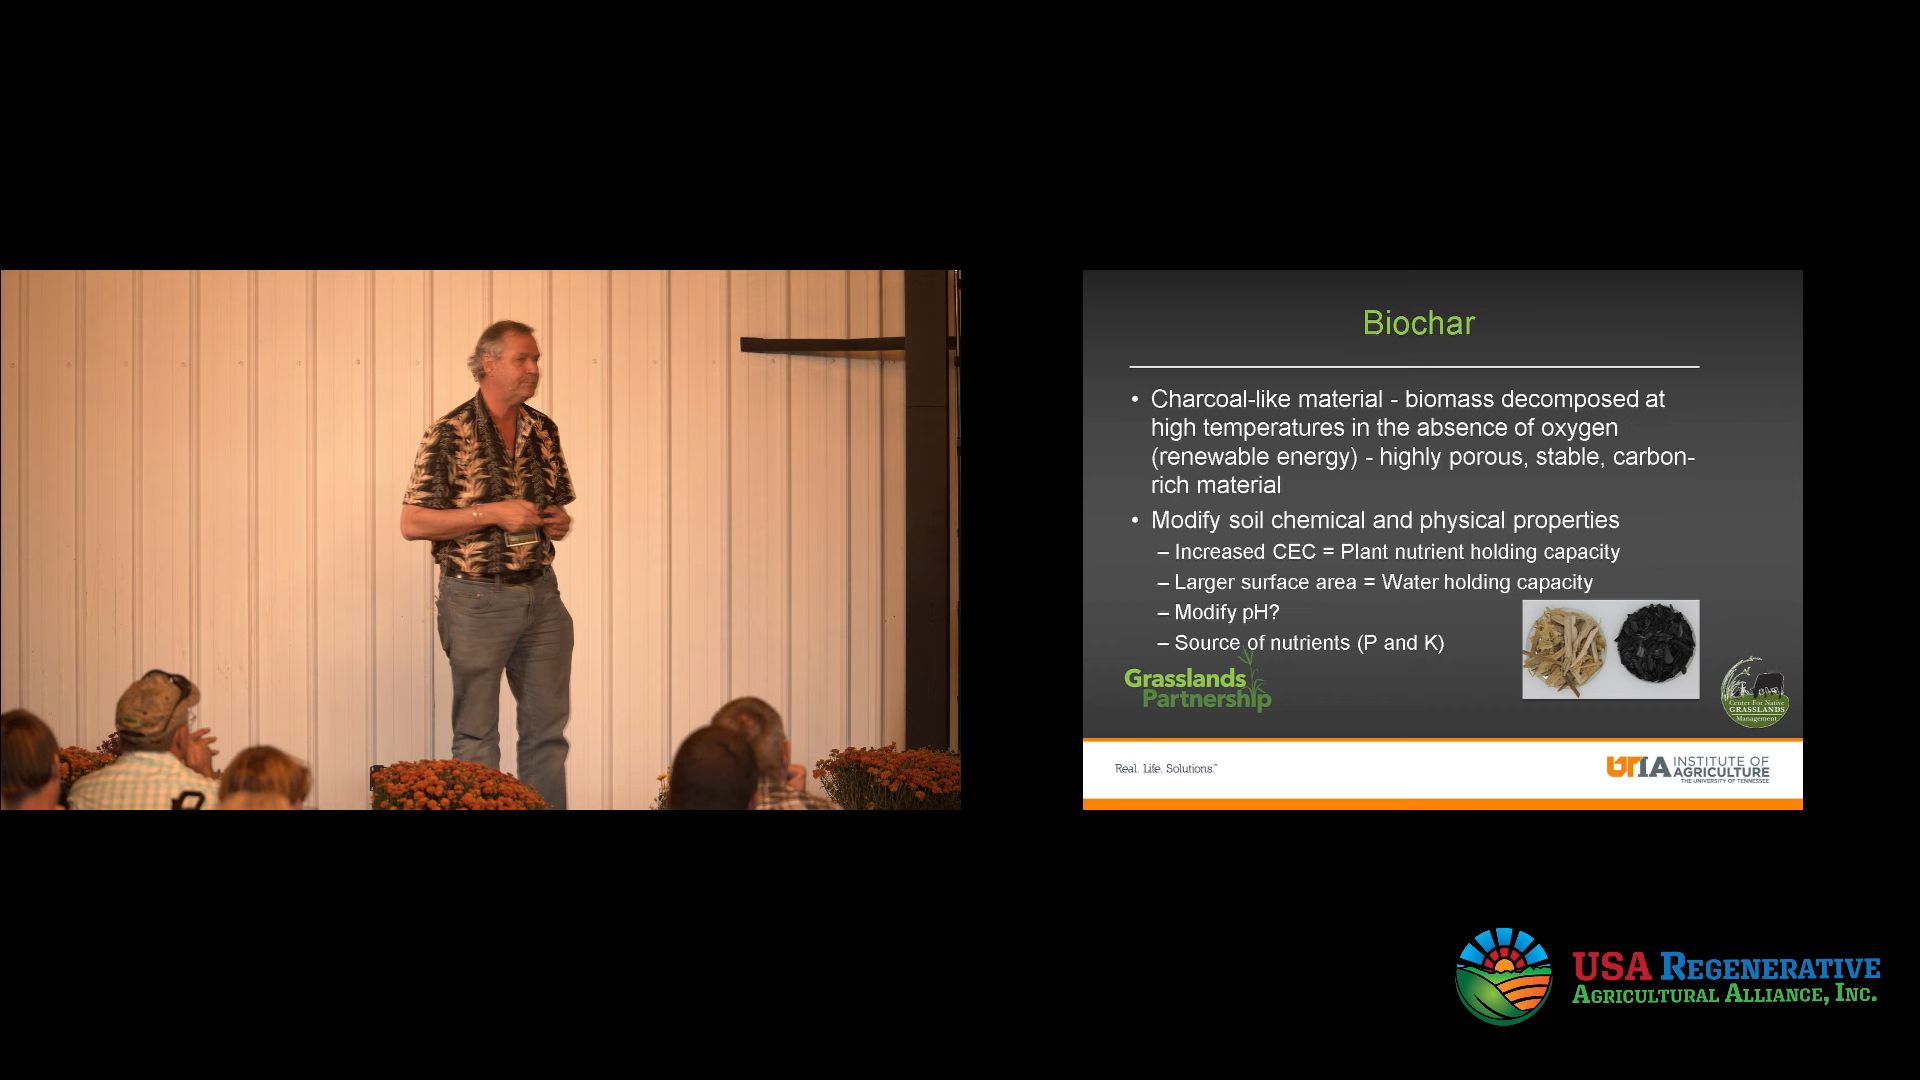 Biochar
• Charcoal-like material - biomass decomposed at
high temperatures in the absence of oxygen
(renewable energy) - highly porous, stable, carbon-
rich material
• Modify soil chemical and physical properties
– Increased CEC = Plant nutrient holding capacity
– Larger surface area = Water holding capacity
– Modify pH?
– Source of nutrients (P and K)
Grasslands
Partnership
Center For Native
GRASSLANDS
Management
Real. Life. Solutions.™
UTIA INSTITUTE OF
AGRICULTURE
THE UNIVERSITY OF TENNESSEE
USA REGENERATIVE
AGRICULTURAL ALLIANCE, INC.